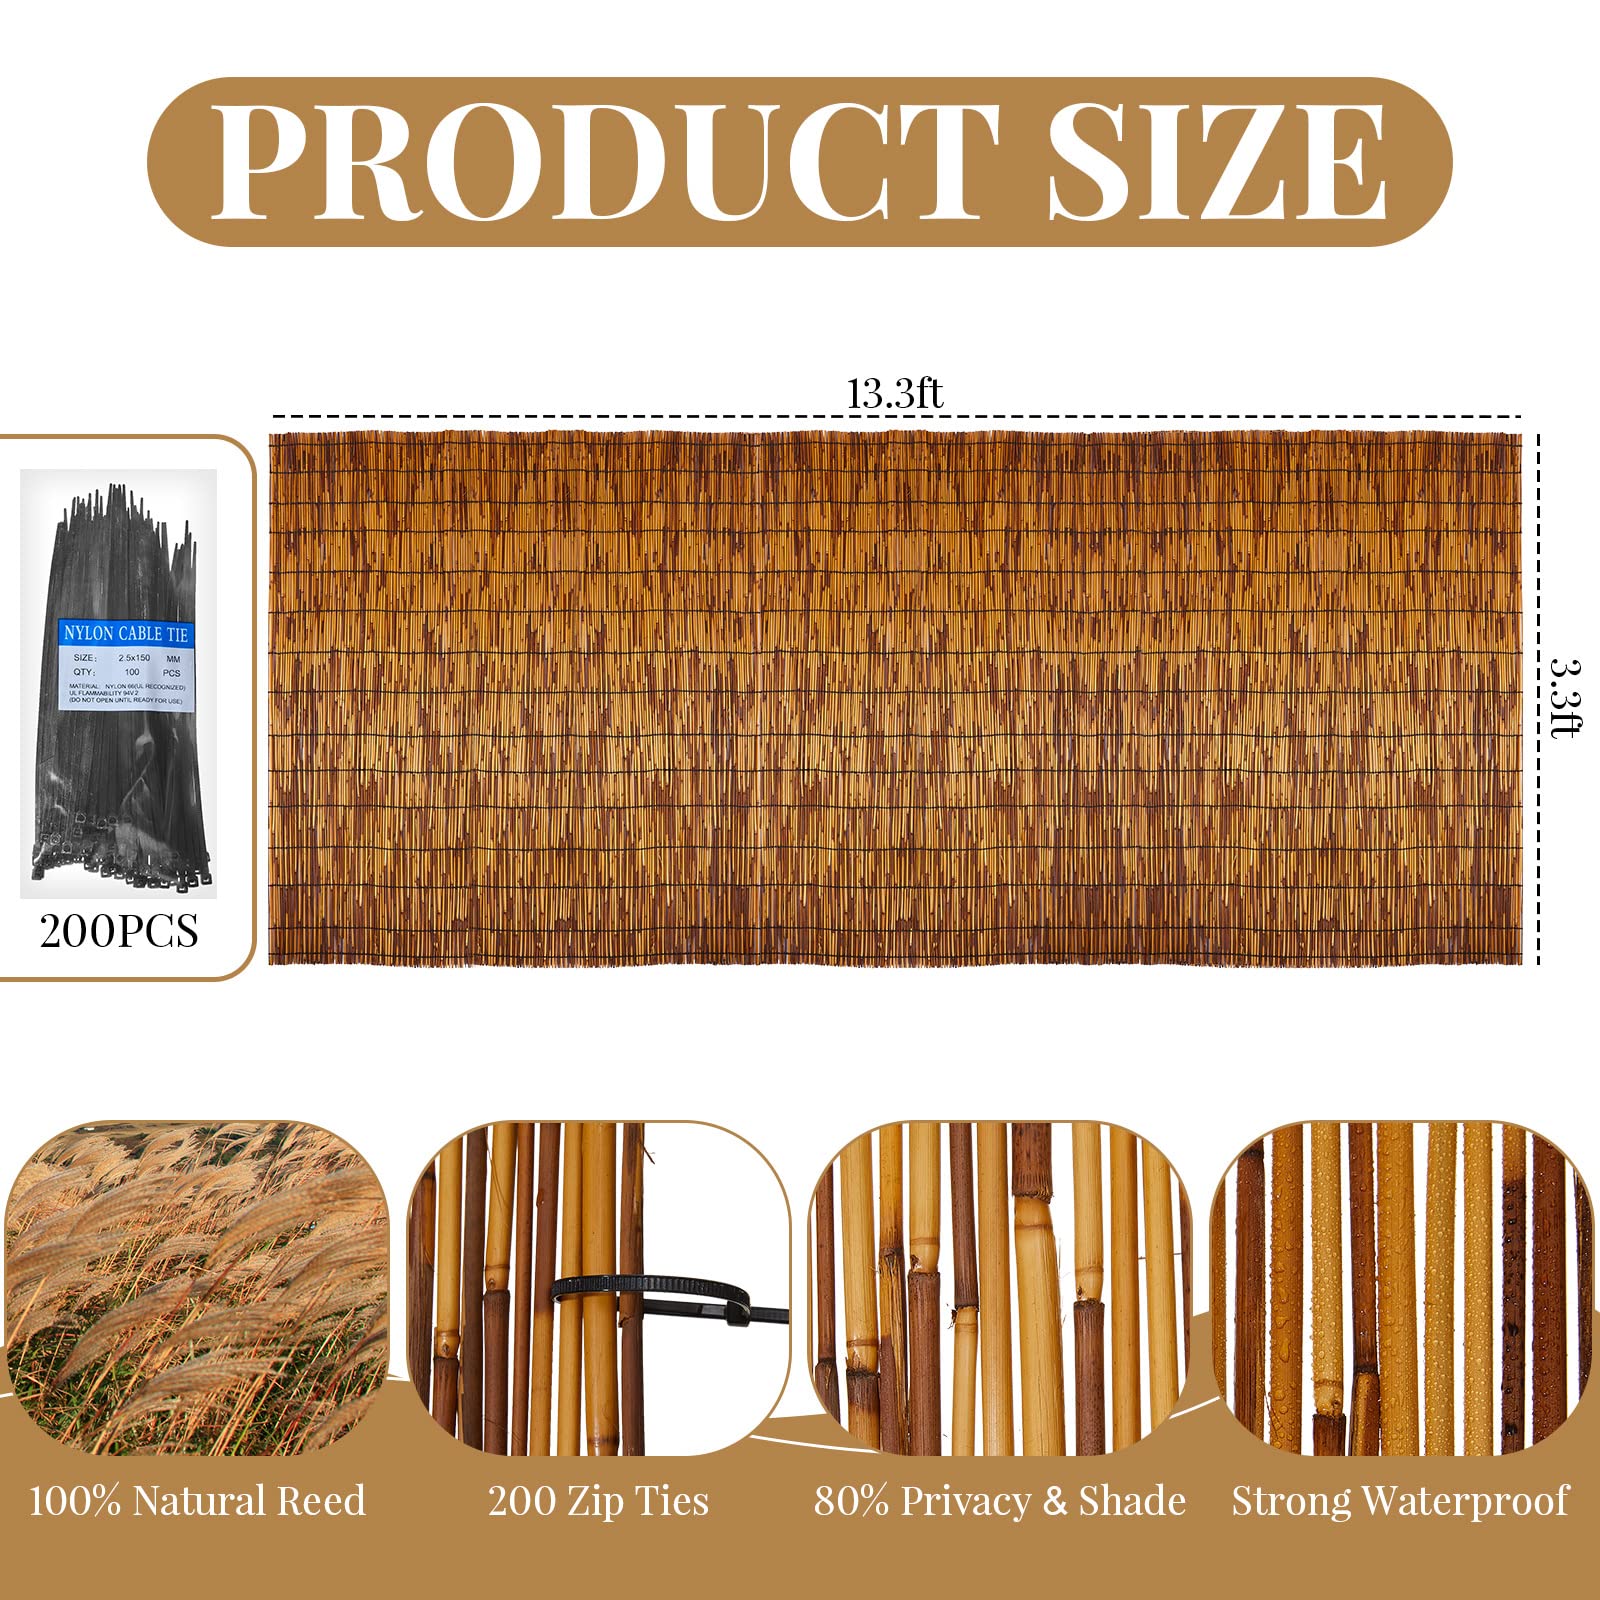 PRODUCT SIZE
13.3ft
3.3ft
NYLON CABLE TIE
SIZE: 2.5x150 MM
QTY: 100 PCS
MATERIAL: NYLON 66(UL RECOGNIZED)
UL FLAMMABILITY 94V 2
(DO NOT OPEN UNTIL READY FOR USE)
200PCS
100% Natural Reed
200 Zip Ties
80% Privacy & Shade
Strong Waterproof